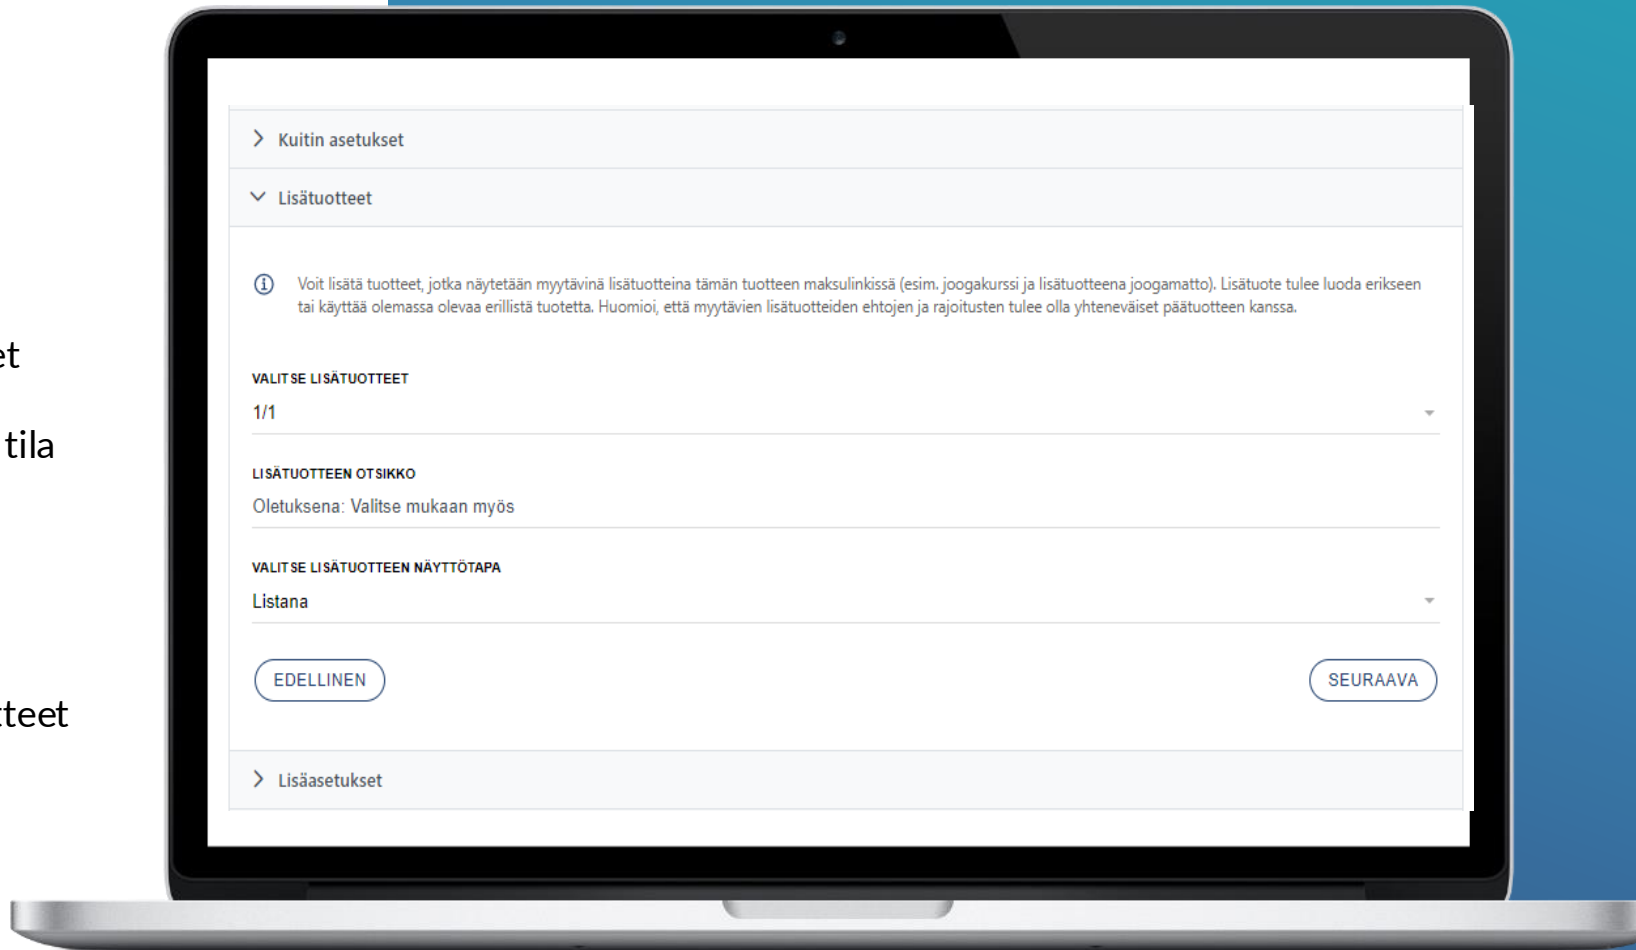 Kuitin asetukset
Lisätuotteet
Voit lisätä tuotteet, jotka näytetään myytävinä lisätuotteina tämän tuotteen maksulinkissä (esim. joogakurssi ja lisätuotteena joogamatto). Lisätuote tulee luoda erikseen
tai käyttää olemassa olevaa erillistä tuotetta. Huomioi, että myytävien lisätuotteiden ehtojen ja rajoitusten tulee olla yhteneväiset päätuotteen kanssa.
VALITSE LISÄTUOTTEET
1/1
LISÄTUOTTEEN OTSIKKO
Oletuksena: Valitse mukaan myös
VALITSE LISÄTUOTTEEN NÄYTTÖTAPA
Listana
EDELLINEN
SEURAAVA
Lisäasetukset
tila